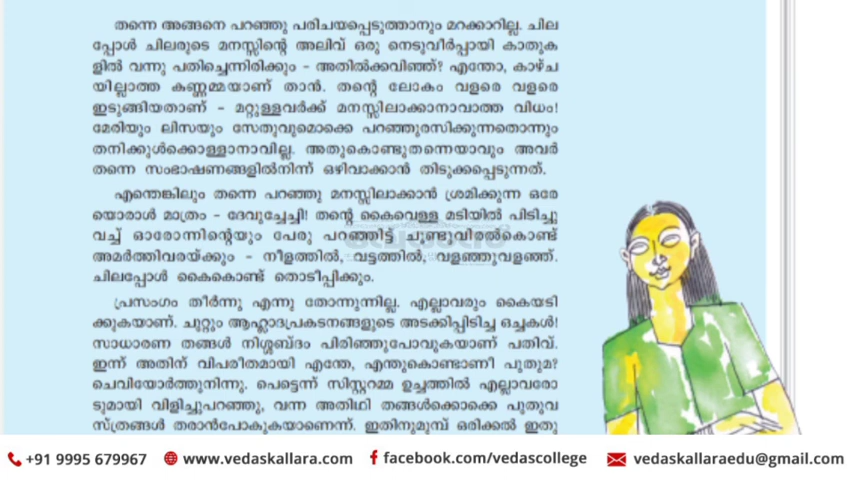 തന്നെ അങ്ങനെ പറഞ്ഞു പരിചയപ്പെടുത്താനും മറക്കാറില്ല. ചില
പ്പോൾ ചിലരുടെ മനസ്സിന്റെ അലിവ് ഒരു നെടുവീർപ്പായി കാതുക
ളിൽ വന്നു പതിച്ചെന്നിരിക്കും - അതിൽക്കവിഞ്ഞ്? എന്തോ, കാഴ്ച
യില്ലാത്ത കണ്ണമ്മയാണ് താൻ. തന്റെ ലോകം വളരെ വളരെ
ഇടുങ്ങിയതാണ് - മറ്റുള്ളവർക്ക് മനസ്സിലാക്കാനാവാത്ത വിധം!
മേരിയും ലിസയും സേതുവുമൊക്കെ പറഞ്ഞുരസിക്കുന്നതൊന്നും
തനിക്കുൾക്കൊള്ളാനാവില്ല. അതുകൊണ്ടുതന്നെയാവും അവർ
തന്നെ സംഭാഷണങ്ങളിൽനിന്ന് ഒഴിവാക്കാൻ തിടുക്കപ്പെടുന്നത്.
എന്തെങ്കിലും തന്നെ പറഞ്ഞു മനസ്സിലാക്കാൻ ശ്രമിക്കുന്ന ഒരേ
യൊരാൾ മാത്രം - ദേവുച്ചേച്ചി! തന്റെ കൈവെള്ള മടിയിൽ പിടിച്ചു
വച്ച് ഓരോന്നിന്റെയും പേരു പറഞ്ഞിട്ട് ചൂണ്ടുവിരൽകൊണ്ട്
അമർത്തിവരയ്ക്കും - നീളത്തിൽ, വട്ടത്തിൽ, വളഞ്ഞുവളഞ്ഞ്.
ചിലപ്പോൾ കൈകൊണ്ട് തൊടീപ്പിക്കും.
പ്രസംഗം തീർന്നു എന്നു തോന്നുന്നില്ല. എല്ലാവരും കൈയടി
ക്കുകയാണ്. ചുറ്റും ആഹ്ലാദപ്രകടനങ്ങളുടെ അടക്കിപ്പിടിച്ച ഒച്ചകൾ!
സാധാരണ തങ്ങൾ നിശ്ശബ്ദം പിരിഞ്ഞുപോവുകയാണ് പതിവ്.
ഇന്ന് അതിന് വിപരീതമായി എന്തേ, എന്തുകൊണ്ടാണീ പുതുമ?
ചെവിയോർത്തുനിന്നു. പെട്ടെന്ന് സിസ്റ്ററമ്മ ഉച്ചത്തിൽ എല്ലാവരോ
ടുമായി വിളിച്ചുപറഞ്ഞു, വന്ന അതിഥി തങ്ങൾക്കൊക്കെ പുതുവ
സ്ത്രങ്ങൾ തരാൻപോകുകയാണെന്ന്. ഇതിനുമുമ്പ് ഒരിക്കൽ ഇതു
+91 9995 679967 www.vedaskallara.com facebook.com/vedascollege vedaskallaraedu@gmail.com